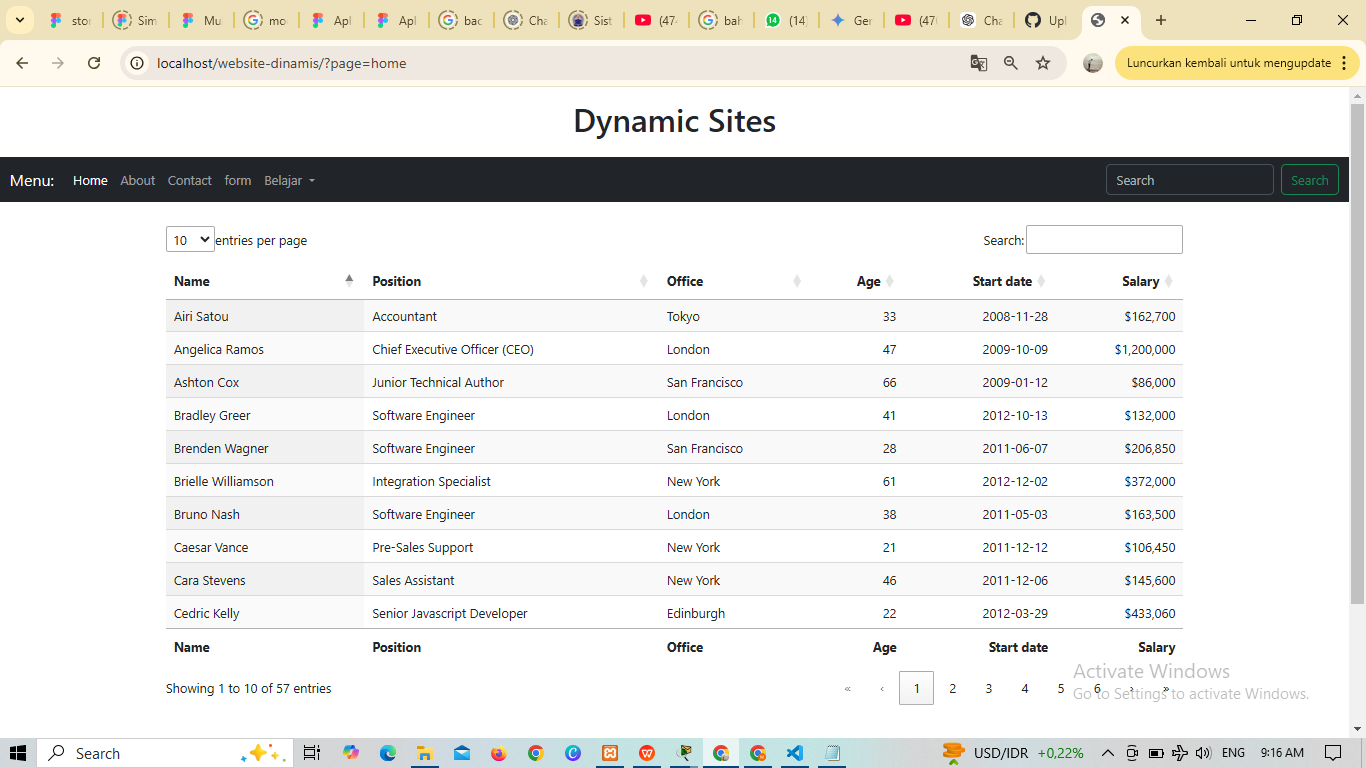 stor Sim Mu mo Apl Apl bac Cha Sist (474 bah (14) Ger (470 Cha Upl
localhost/website-dinamis/?page=home Luncurkan kembali untuk mengupdate
Dynamic Sites
Menu: Home About Contact form Belajar Search Search
10 entries per page Search:
Name Position Office Age Start date Salary
Airi Satou Accountant Tokyo 33 2008-11-28 $162,700
Angelica Ramos Chief Executive Officer (CEO) London 47 2009-10-09 $1,200,000
Ashton Cox Junior Technical Author San Francisco 66 2009-01-12 $86,000
Bradley Greer Software Engineer London 41 2012-10-13 $132,000
Brenden Wagner Software Engineer San Francisco 28 2011-06-07 $206,850
Brielle Williamson Integration Specialist New York 61 2012-12-02 $372,000
Bruno Nash Software Engineer London 38 2011-05-03 $163,500
Caesar Vance Pre-Sales Support New York 21 2011-12-12 $106,450
Cara Stevens Sales Assistant New York 46 2011-12-06 $145,600
Cedric Kelly Senior Javascript Developer Edinburgh 22 2012-03-29 $433,060
Name Position Office Age Start date Salary
Showing 1 to 10 of 57 entries « ‹ 1 2 3 4 5 6 › »
Activate Windows
Go to Settings to activate Windows.
Search USD/IDR +0,22% ENG 9:16 AM